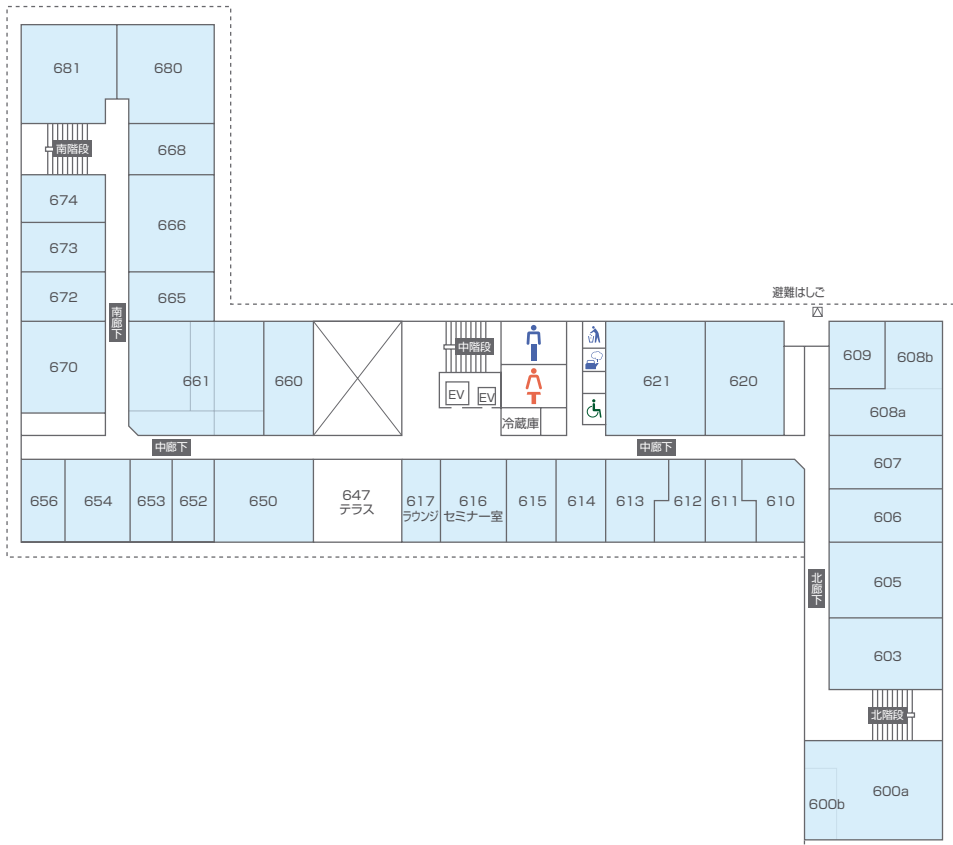 681
680
南階段
668
674
666
673
避難はしご
672
665
南廊下
670
661
660
中階段
EV
EV
冷蔵庫
621
620
609
608b
608a
中廊下
中廊下
607
656
654
653
652
650
647
テラス
617
ラウンジ
616
セミナー室
615
614
613
612
611
610
606
605
北廊下
603
北階段
600a
600b